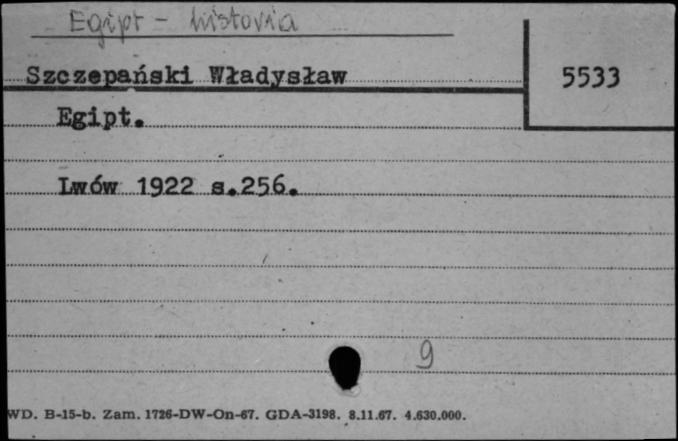 Egipt - historia
Szczepański Władysław
5533
Egipt.
Lwów 1922 s.256.
9
WD. B-15-b. Zam. 1726-DW-On-67. GDA-3198. 8.11.67. 4.630.000.